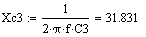 Xc3 := 1 / (2·π·f·C3) = 31.831